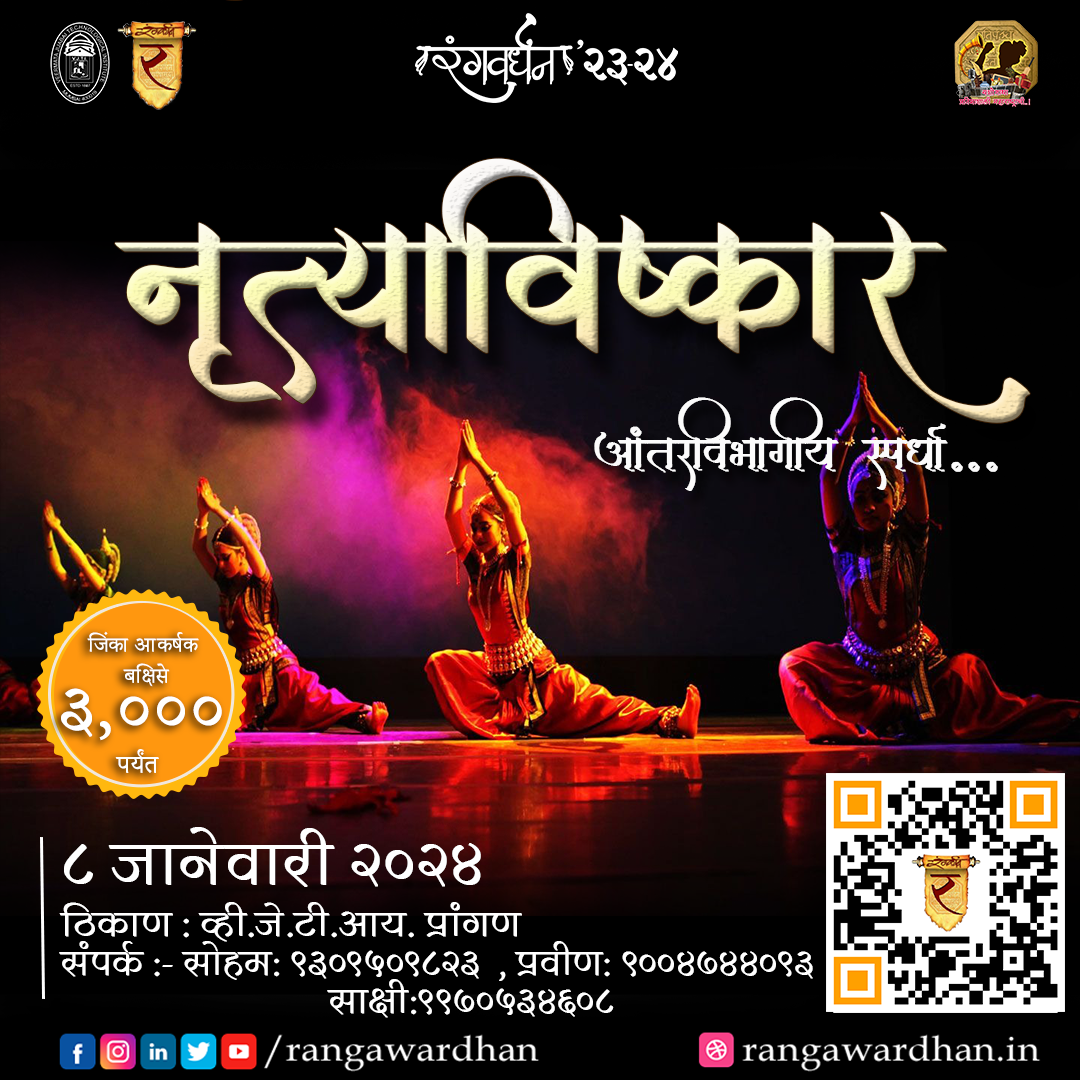 रंगवर्धन '२३-२४
नृत्याविष्कार
आंतरविभागीय स्पर्धा...
जिंका आकर्षक
बक्षिसे
३,०००
पर्यंत
८ जानेवारी २०२४
ठिकाण : व्ही.जे.टी.आय. प्रांगण
संपर्क :- सोहम: ९३०९५०९८२३ , प्रवीण: ९००४७४४०९३
साक्षी:९९७०५३४६०८
/rangawardhan
rangawardhan.in